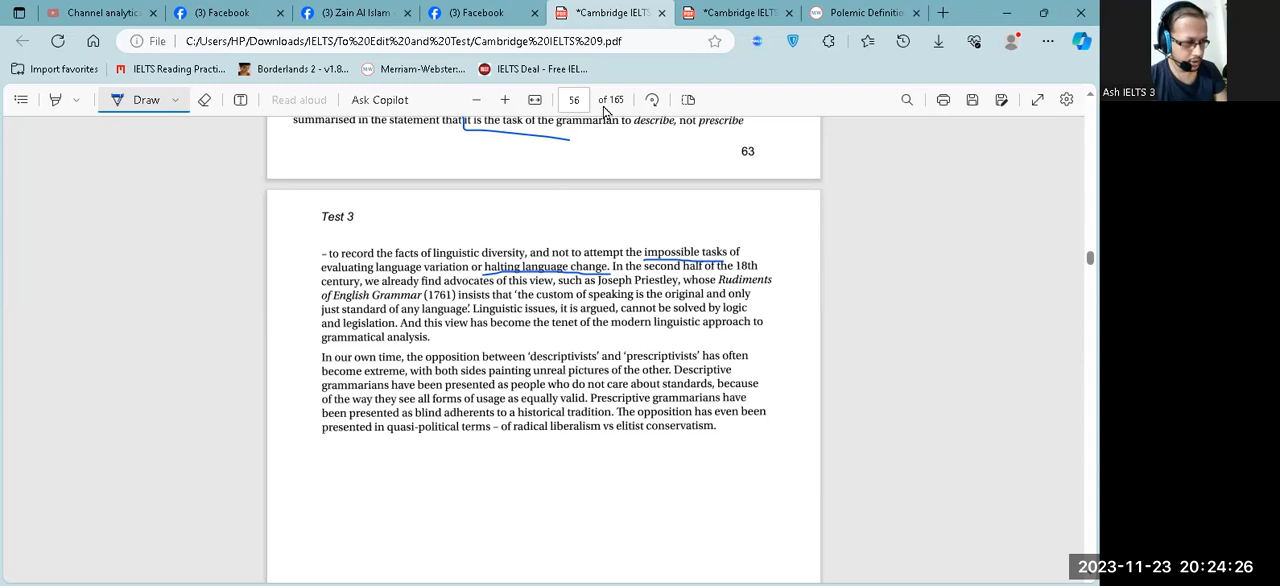 Channel analytic
(3) Facebook
(3) Zain Al Islam
(3) Facebook
*Cambridge IELTS
*Cambridge IELTS
Polemic Definitio
File
C:/Users/HP/Downloads/IELTS/To%20Edit%20and%20Test/Cambridge%20IELTS%209.pdf
Import favorites
IELTS Reading Practi...
Borderlands 2 - v1.8...
Merriam-Webster:...
IELTS Deal - Free IEL...
Draw
Read aloud
Ask Copilot
56
of 165
Ash IELTS 3
summarised in the statement that it is the task of the grammarian to describe, not prescribe
63
Test 3
– to record the facts of linguistic diversity, and not to attempt the impossible tasks of
evaluating language variation or halting language change. In the second half of the 18th
century, we already find advocates of this view, such as Joseph Priestley, whose Rudiments
of English Grammar (1761) insists that 'the custom of speaking is the original and only
just standard of any language'. Linguistic issues, it is argued, cannot be solved by logic
and legislation. And this view has become the tenet of the modern linguistic approach to
grammatical analysis.
In our own time, the opposition between 'descriptivists' and 'prescriptivists' has often
become extreme, with both sides painting unreal pictures of the other. Descriptive
grammarians have been presented as people who do not care about standards, because
of the way they see all forms of usage as equally valid. Prescriptive grammarians have
been presented as blind adherents to a historical tradition. The opposition has even been
presented in quasi-political terms – of radical liberalism vs elitist conservatism.
2023-11-23 20:24:26